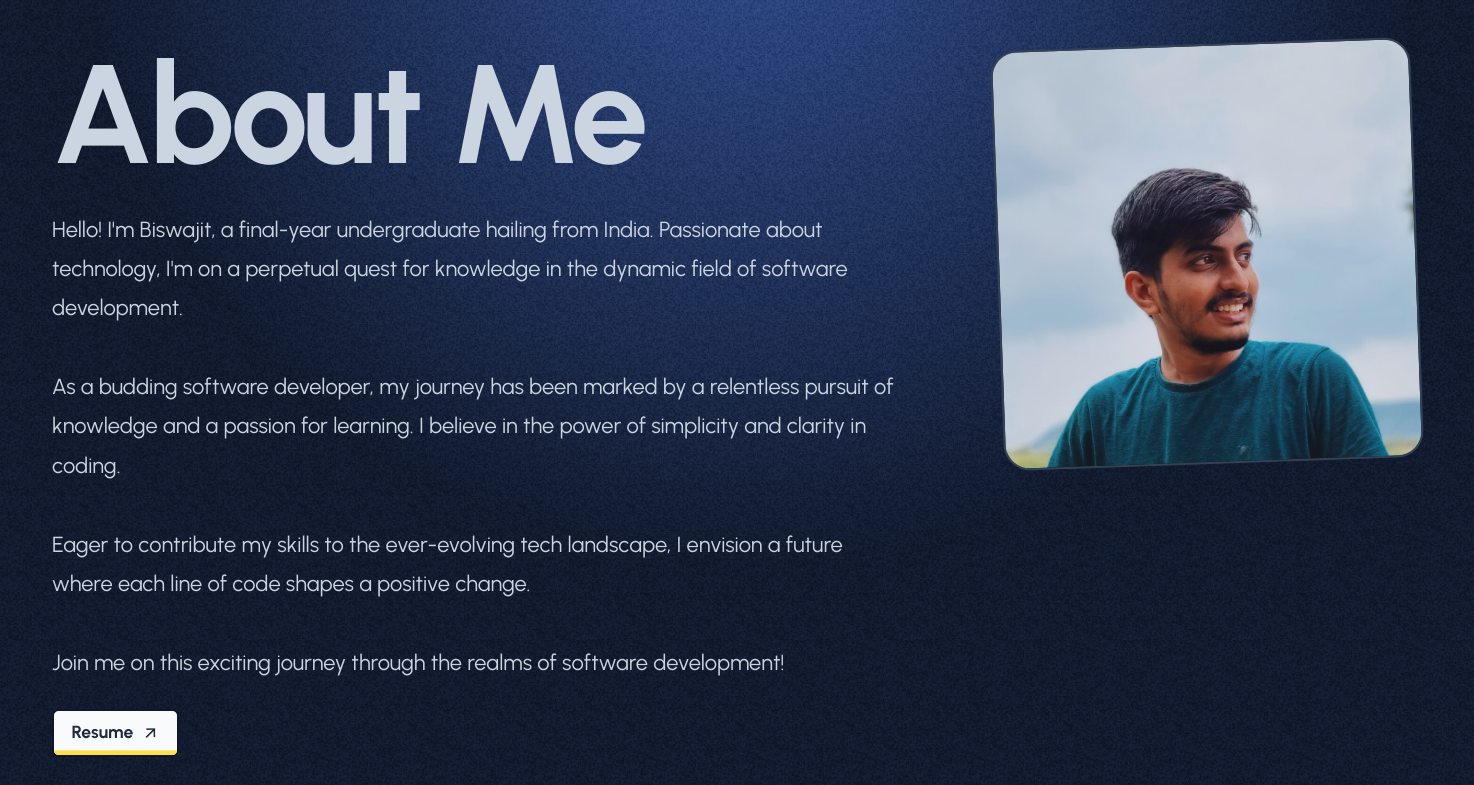 About Me
Hello! I'm Biswajit, a final-year undergraduate hailing from India. Passionate about
technology, I'm on a perpetual quest for knowledge in the dynamic field of software
development.
As a budding software developer, my journey has been marked by a relentless pursuit of
knowledge and a passion for learning. I believe in the power of simplicity and clarity in
coding.
Eager to contribute my skills to the ever-evolving tech landscape, I envision a future
where each line of code shapes a positive change.
Join me on this exciting journey through the realms of software development!
Resume